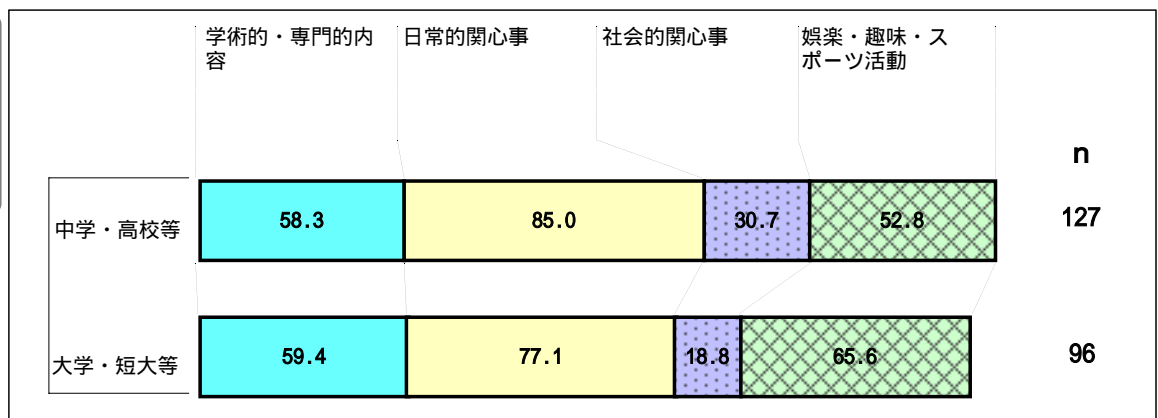 学術的・専門的内
容
日常的関心事
社会的関心事
娯楽・趣味・ス
ポーツ活動
n
中学・高校等
58.3
85.0
30.7
52.8
127
大学・短大等
59.4
77.1
18.8
65.6
96